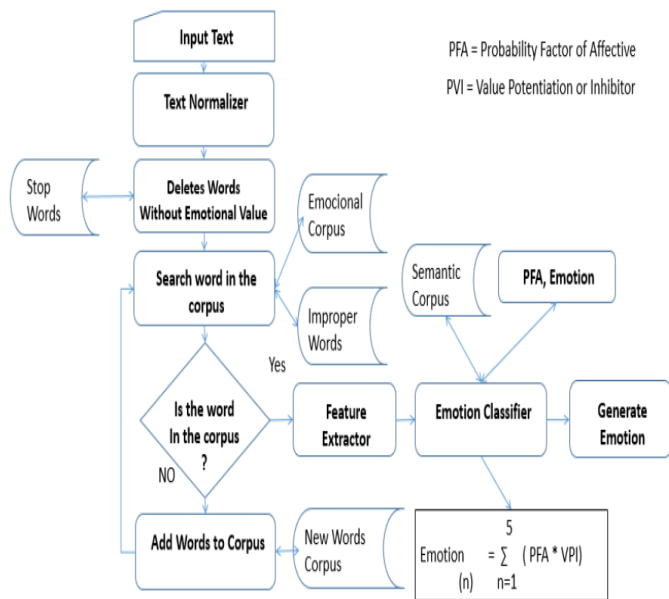 Input Text
PFA = Probability Factor of Affective
PVI = Value Potentiation or Inhibitor
Text Normalizer
Stop
Words
Deletes Words
Without Emotional Value
Emocional
Corpus
Search word in the
corpus
Semantic
Corpus
PFA, Emotion
Improper
Words
Yes
Is the word
In the corpus
?
NO
Feature
Extractor
Emotion Classifier
Generate
Emotion
Add Words to Corpus
New Words
Corpus
5
Emotion = ∑ ( PFA * VPI)
(n) n=1